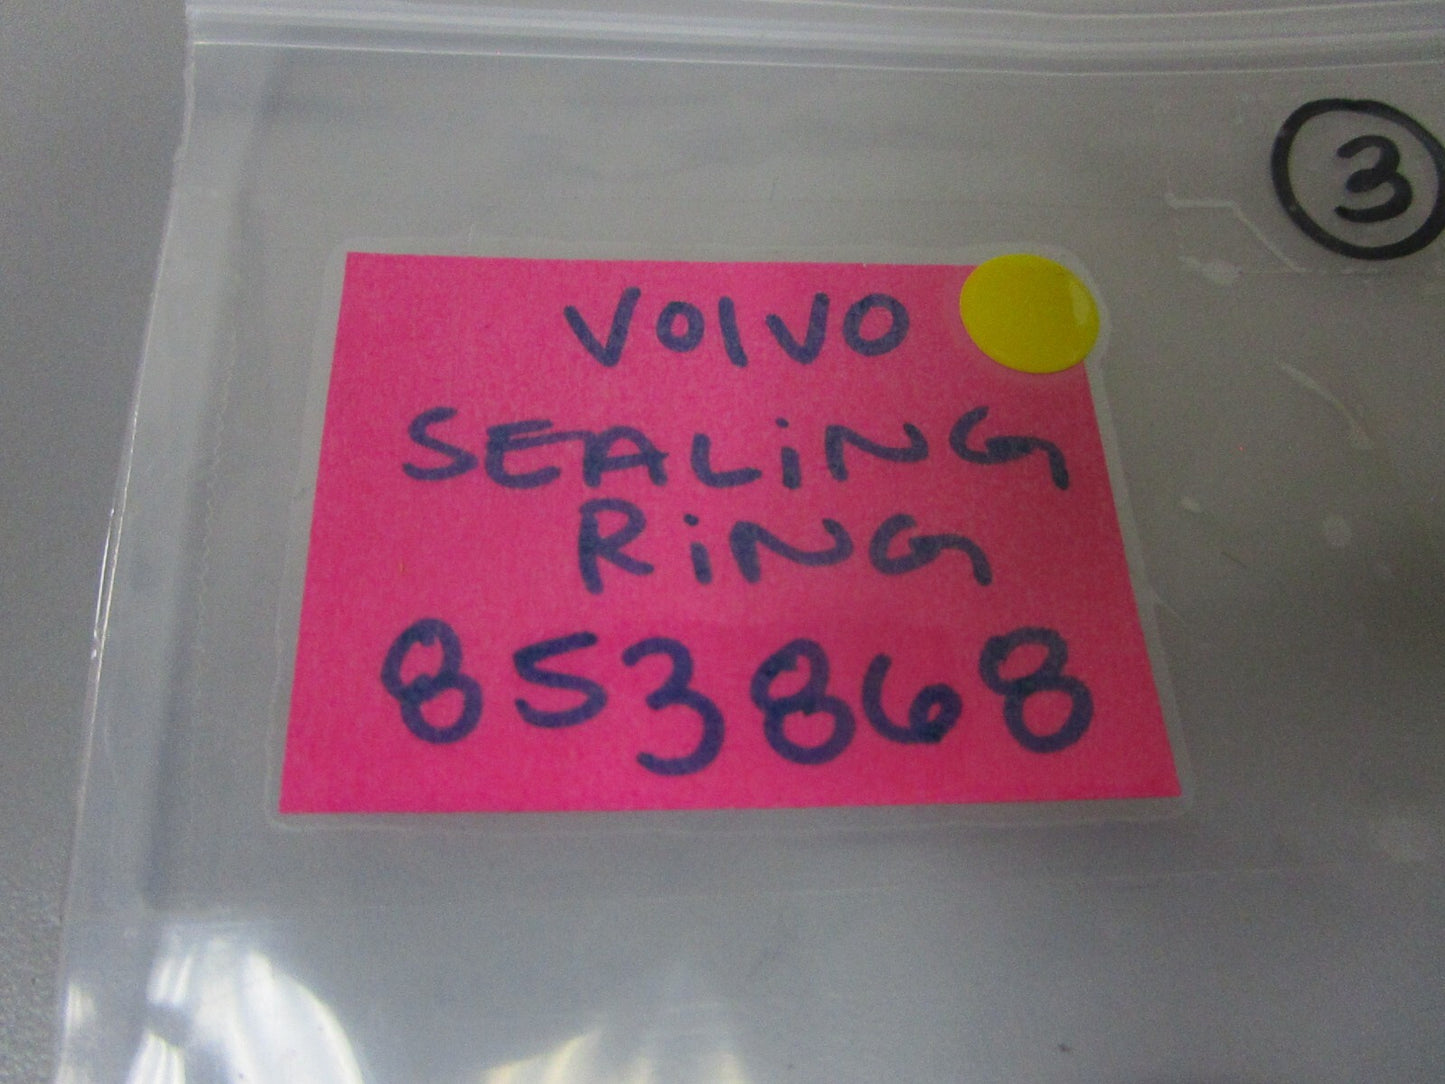 3
VOLVO
SEALiNG
RiNG
853868